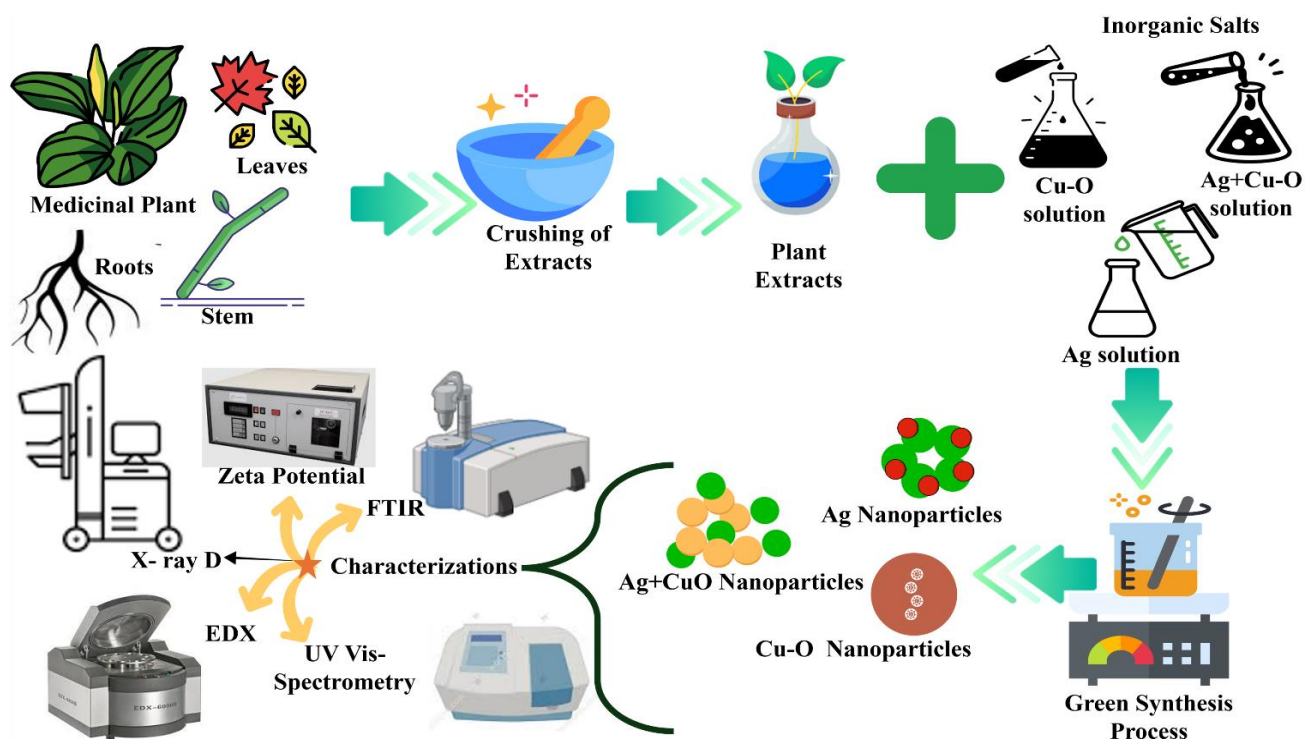 Inorganic Salts
Leaves
Medicinal Plant
Roots
Stem
Crushing of
Extracts
Plant
Extracts
Cu-O
solution
Ag+Cu-O
solution
Ag solution
Green Synthesis
Process
Ag Nanoparticles
Ag+CuO Nanoparticles
Cu-O Nanoparticles
Characterizations
Zeta Potential
FTIR
X- ray D
EDX
UV Vis-
Spectrometry